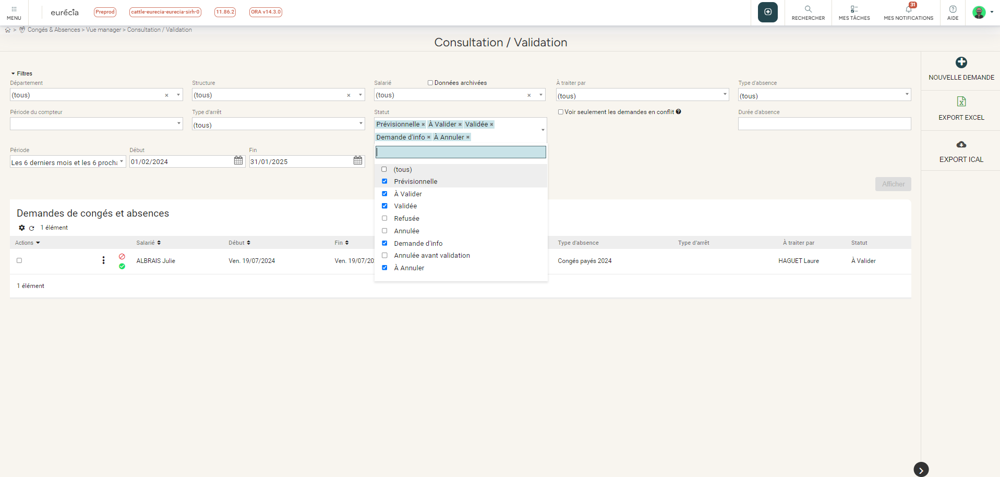 MENU
eurécia
Preprod
cattle-eurecia-eurecia-sirh-0
11.86.2
ORA v14.3.0
RECHERCHER
MES TÂCHES
31
MES NOTIFICATIONS
AIDE
> Congés & Absences > Vue manager > Consultation / Validation
Consultation / Validation
Filtres
Département
Structure
Salarié
Données archivées
À traiter par
Type d'absence
(tous) ×
(tous) ×
(tous) ×
(tous)
(tous)
Période du compteur
Type d'arrêt
Statut
Voir seulement les demandes en conflit ?
Durée d'absence
(tous)
Prévisionnelle × À Valider × Validée ×
Demande d'info × À Annuler ×
Période
Début
Fin
Les 6 derniers mois et les 6 procha
01/02/2024
31/01/2025
(tous)
Prévisionnelle
À Valider
Validée
Refusée
Annulée
Demande d'info
Annulée avant validation
À Annuler
Afficher
NOUVELLE DEMANDE
X
EXPORT EXCEL
EXPORT ICAL
Demandes de congés et absences
1 élément
Actions
Salarié
Début
Fin
Type d'absence
Type d'arrêt
À traiter par
Statut
ALBRAIS Julie
Ven. 19/07/2024
Ven. 19/07/20
Congés payés 2024
HAGUET Laure
À Valider
1 élément